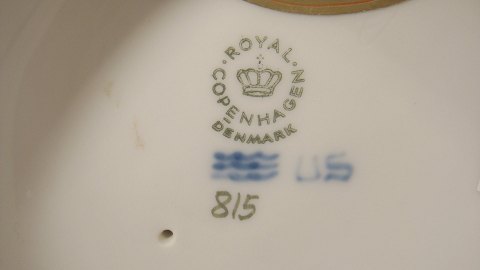 ROYAL
COPENHAGEN
DENMARK
US
815